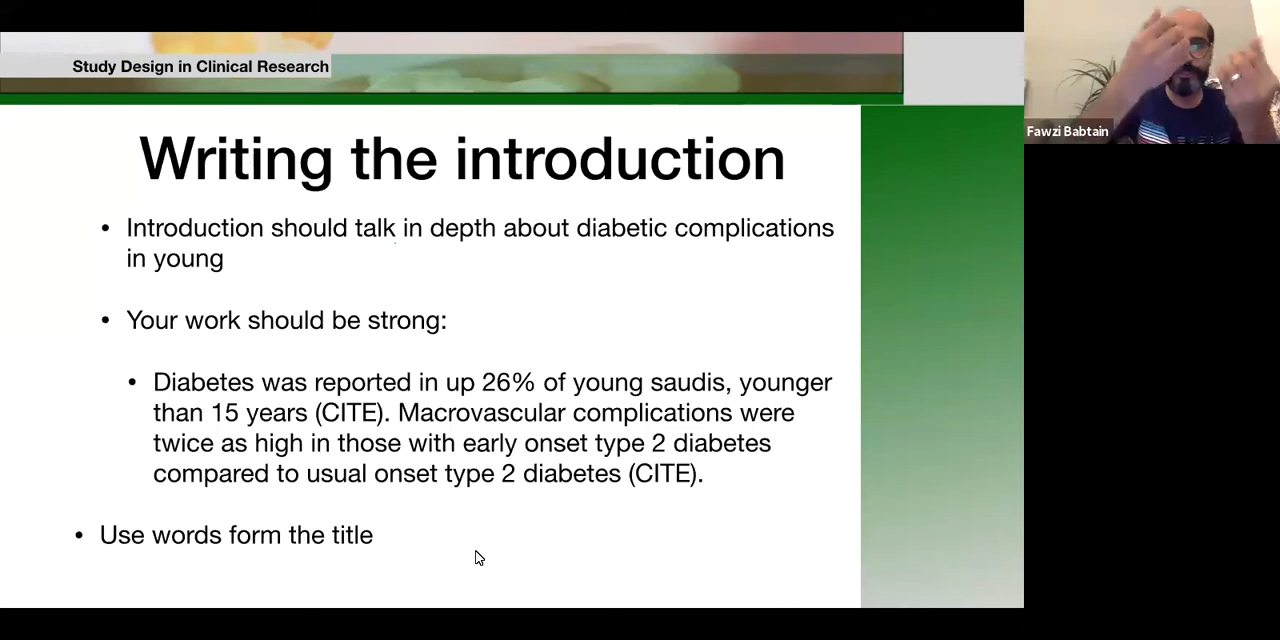 Study Design in Clinical Research
Fawzi Babtain
Writing the introduction
• Introduction should talk in depth about diabetic complications
in young
• Your work should be strong:
• Diabetes was reported in up 26% of young saudis, younger
than 15 years (CITE). Macrovascular complications were
twice as high in those with early onset type 2 diabetes
compared to usual onset type 2 diabetes (CITE).
• Use words form the title